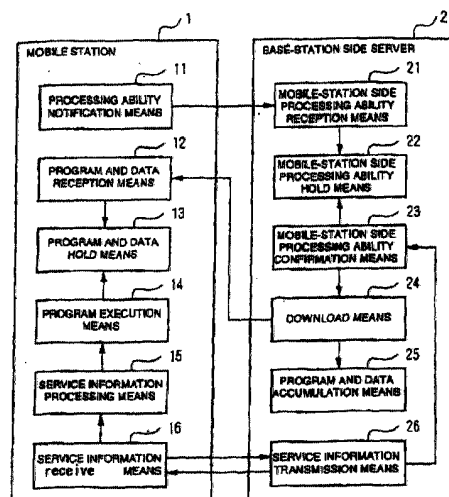 1
MOBILE STATION
11
PROCESSING ABILITY
NOTIFICATION MEANS
12
PROGRAM AND DATA
RECEPTION MEANS
13
PROGRAM AND DATA
HOLD MEANS
14
PROGRAM EXECUTION
MEANS
15
SERVICE INFORMATION
PROCESSING MEANS
16
SERVICE INFORMATION
receive MEANS
2
BASE-STATION SIDE SERVER
21
MOBILE-STATION SIDE
PROCESSING ABILITY
RECEPTION MEANS
22
MOBILE-STATION SIDE
PROCESSING ABILITY
HOLD MEANS
23
MOBILE-STATION SIDE
PROCESSING ABILITY
CONFIRMATION MEANS
24
DOWNLOAD MEANS
25
PROGRAM AND DATA
ACCUMULATION MEANS
26
SERVICE INFORMATION
TRANSMISSION MEANS